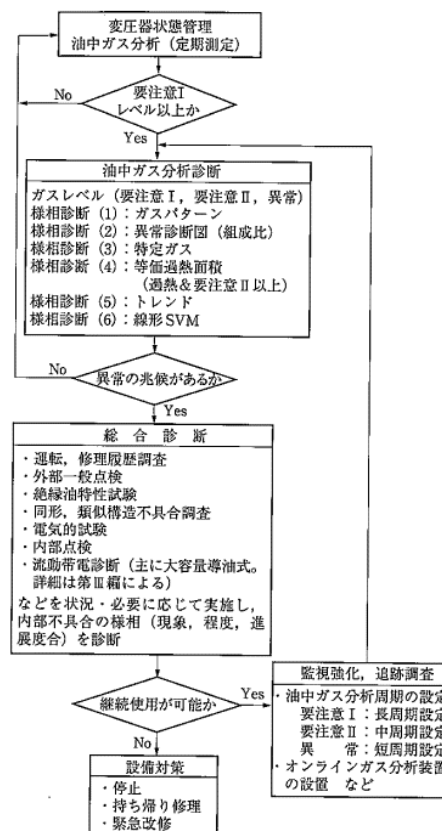 変圧器状態管理
油中ガス分析（定期測定）
No
要注意Ⅰ
レベル以上か
Yes
油中ガス分析診断
ガスレベル（要注意Ⅰ，要注意Ⅱ，異常）
様相診断（1）：ガスパターン
様相診断（2）：異常診断図（組成比）
様相診断（3）：特定ガス
様相診断（4）：等価過熱面積
（過熱＆要注意Ⅱ以上）
様相診断（5）：トレンド
様相診断（6）：線形SVM
No
異常の兆候があるか
Yes
総 合 診 断
・運転，修理履歴調査
・外部一般点検
・絶縁油特性試験
・同形，類似構造不具合調査
・電気的試験
・内部点検
・流動帯電診断（主に大容量導油式。
詳細は第Ⅲ編による）
などを状況・必要に応じて実施し，
内部不具合の様相（現象，程度，進
展度合）を診断
継続使用が可能か
Yes
No
監視強化，追跡調査
・油中ガス分析周期の設定
要注意Ⅰ：長周期設定
要注意Ⅱ：中周期設定
異　　常：短周期設定
・オンラインガス分析装置
の設置　など
設備対策
・停止
・持ち帰り修理
・緊急改修